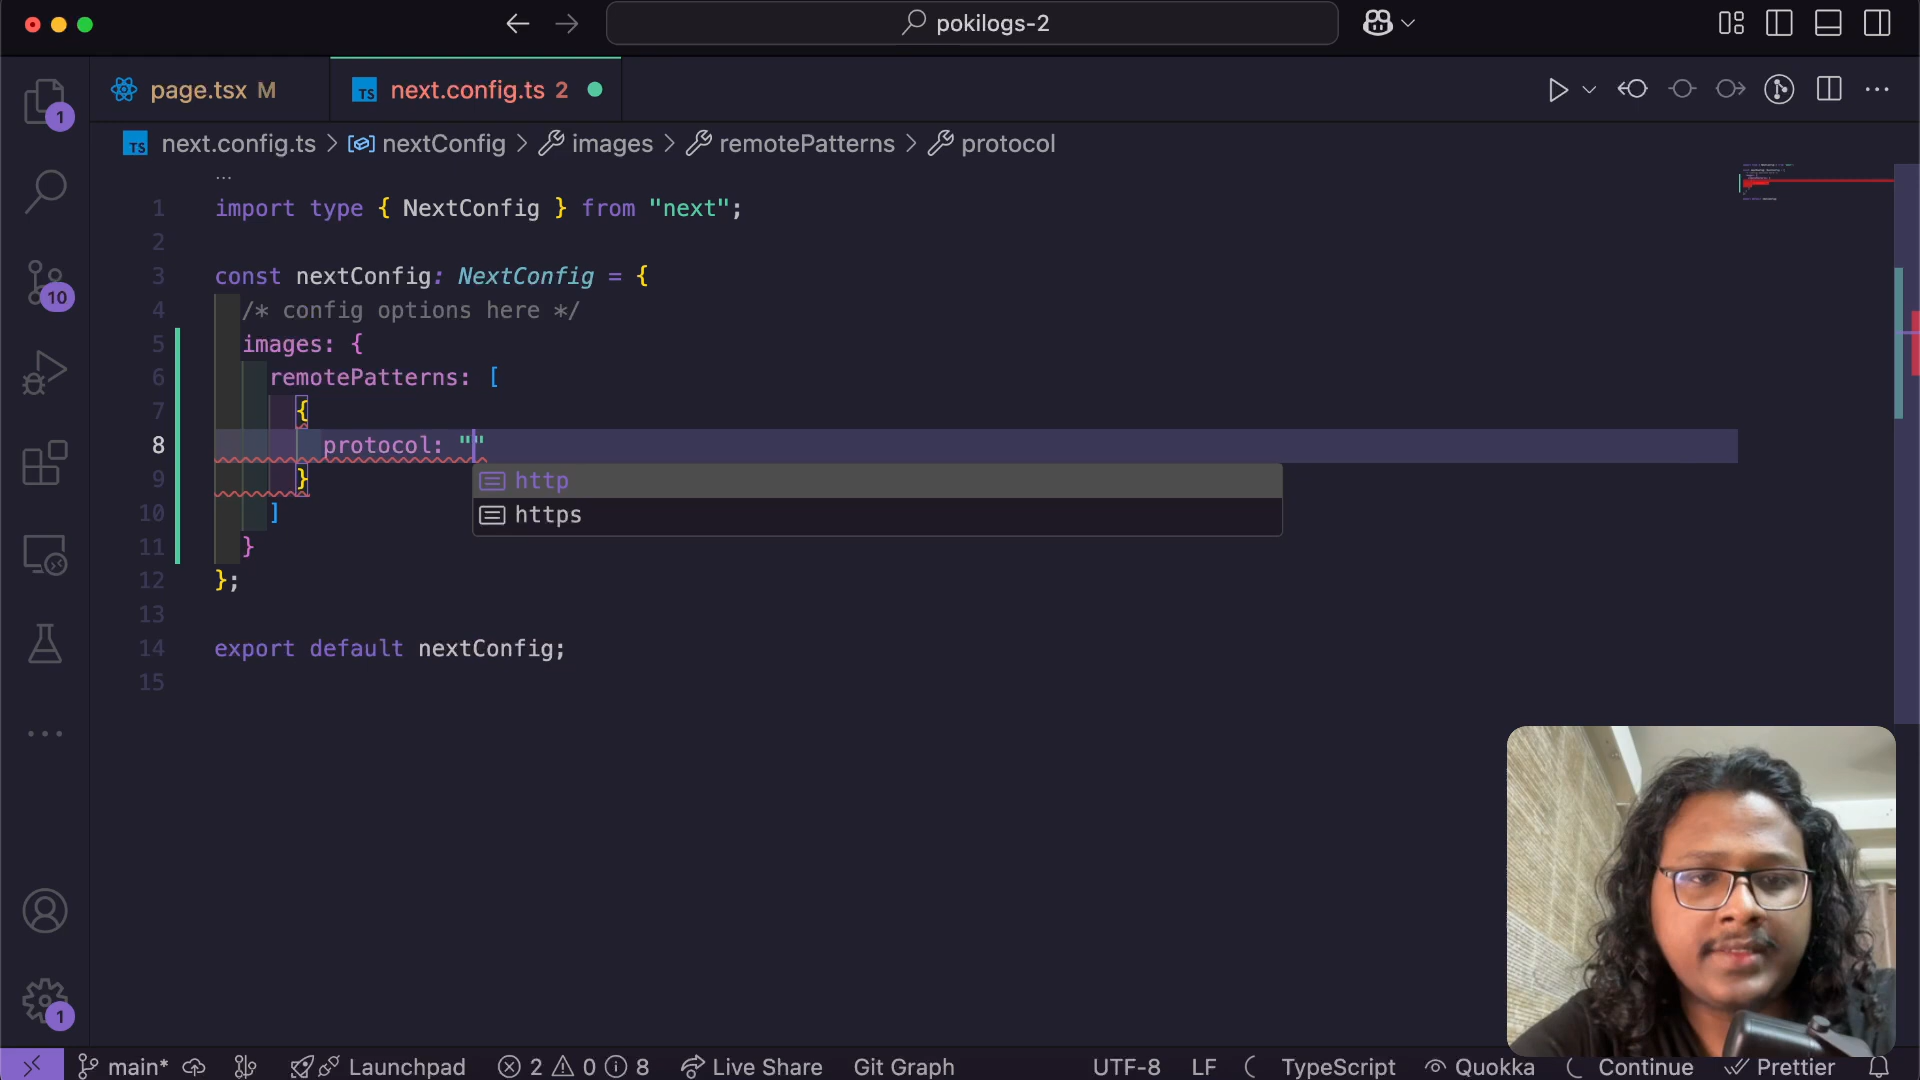 pokilogs-2
page.tsx M
next.config.ts 2
next.config.ts > nextConfig > images > remotePatterns > protocol
...
1 import type { NextConfig } from "next";
2
3 const nextConfig: NextConfig = {
4 /* config options here */
5 images: {
6 remotePatterns: [
7 {
8 protocol: ""
http
9 }
https
10 ]
11 }
12 };
13
14 export default nextConfig;
15
1
10
1
main* Launchpad 2 0 8 Live Share Git Graph UTF-8 LF TypeScript Quokka Continue Prettier